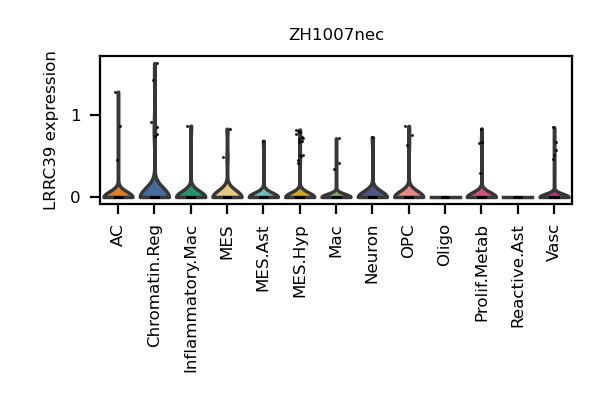 ZH1007nec
LRRC39 expression
1
0
AC
Chromatin.Reg
Inflammatory.Mac
MES
MES.Ast
MES.Hyp
Mac
Neuron
OPC
Oligo
Prolif.Metab
Reactive.Ast
Vasc